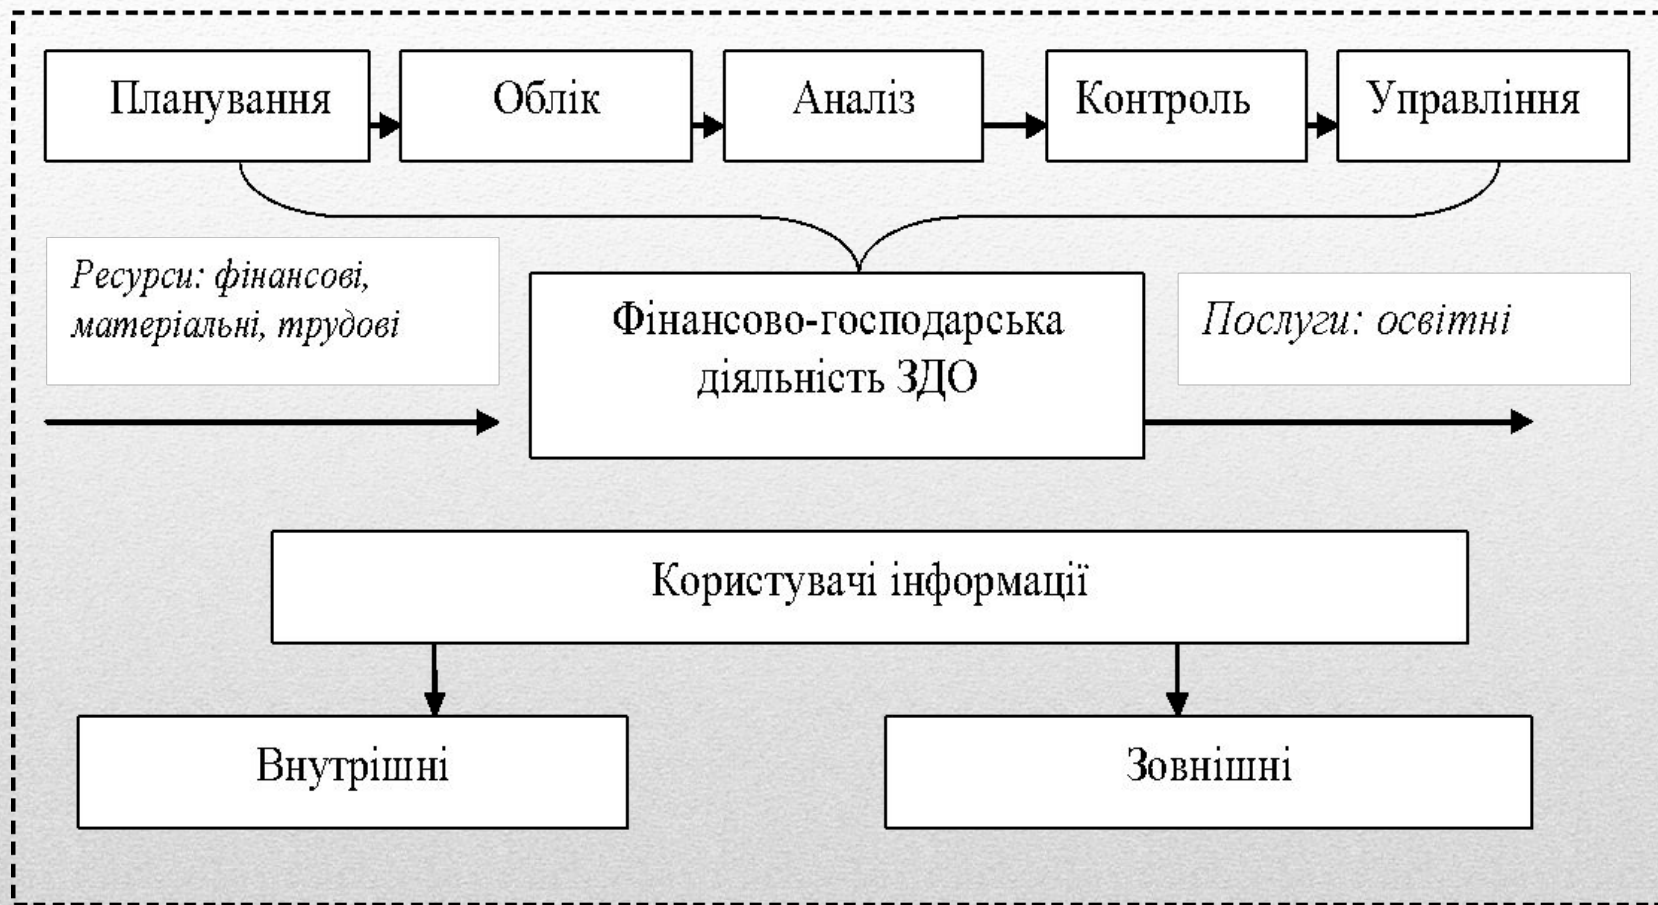 Планування
Облік
Аналіз
Контроль
Управління
Ресурси: фінансові,
матеріальні, трудові
Фінансово-господарська
діяльність ЗДО
Послуги: освітні
Користувачі інформації
Внутрішні
Зовнішні